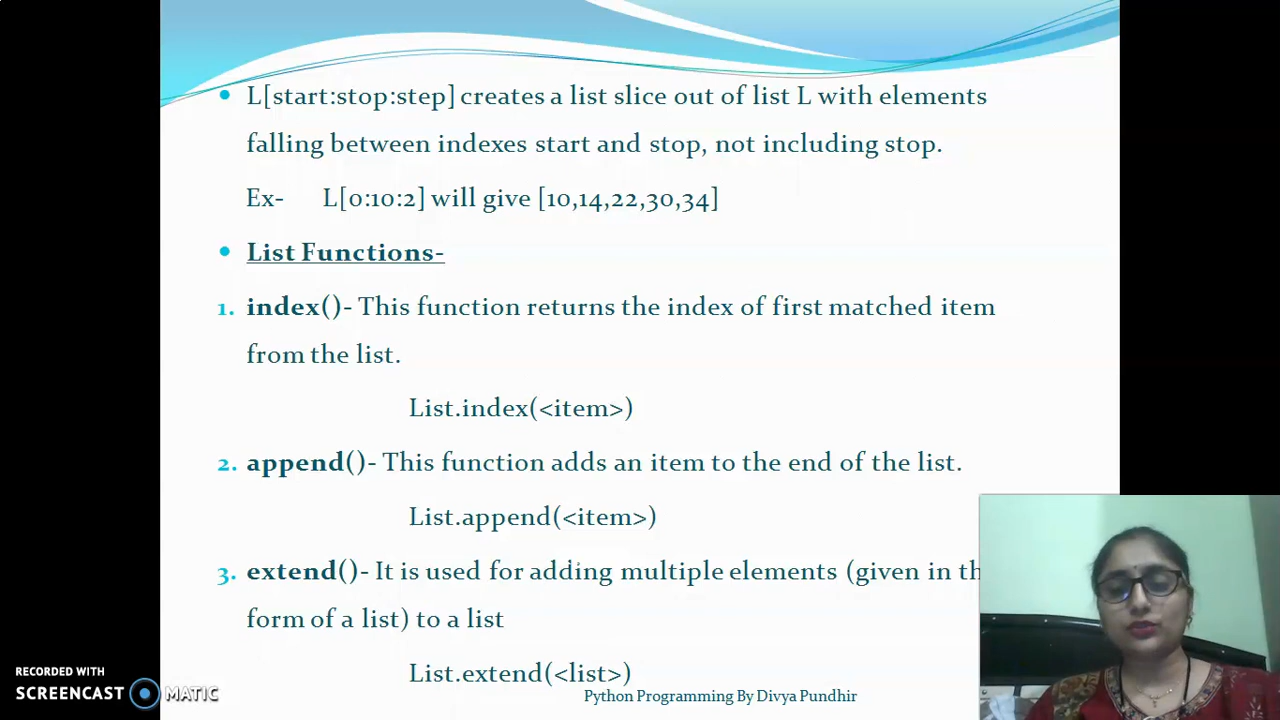 L[start:stop:step] creates a list slice out of list L with elements
falling between indexes start and stop, not including stop.
Ex- L[0:10:2] will give [10,14,22,30,34]
List Functions-
1. index()- This function returns the index of first matched item
from the list.
List.index(<item>)
2. append()- This function adds an item to the end of the list.
List.append(<item>)
3. extend()- It is used for adding multiple elements (given in th
form of a list) to a list
List.extend(<list>)
Python Programming By Divya Pundhir
RECORDED WITH
SCREENCAST MATIC